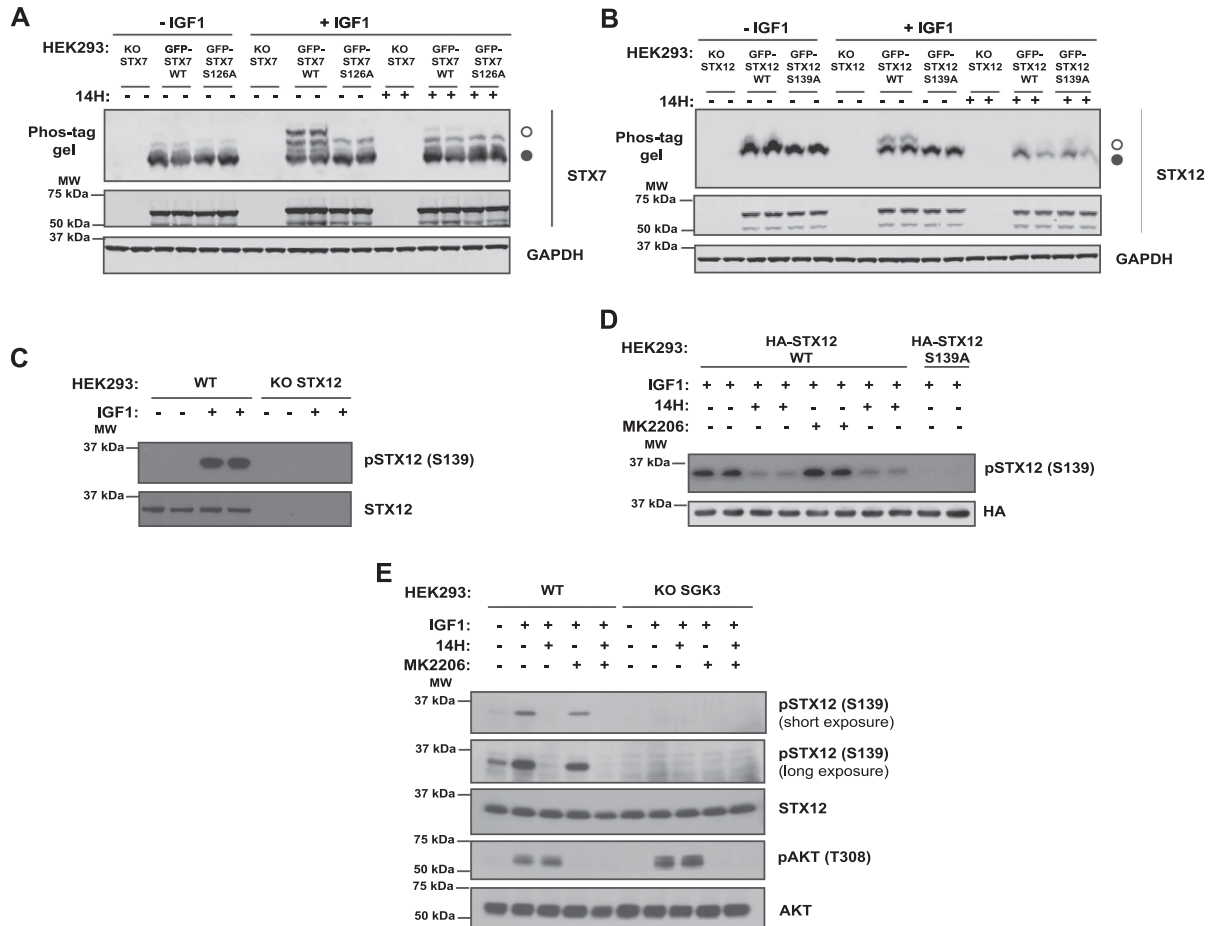 A
- IGF1 + IGF1
HEK293: KO STX7 GFP-STX7 WT GFP-STX7 S126A KO STX7 GFP-STX7 WT GFP-STX7 S126A KO STX7 GFP-STX7 WT GFP-STX7 S126A
14H: - - - - - - - - - - - - + + + + + +
Phos-tag gel
STX7
MW
75 kDa
50 kDa
37 kDa
GAPDH
B
- IGF1 + IGF1
HEK293: KO STX12 GFP-STX12 WT GFP-STX12 S139A KO STX12 GFP-STX12 WT GFP-STX12 S139A KO STX12 GFP-STX12 WT GFP-STX12 S139A
14H: - - - - - - - - - - - - + + + + + +
Phos-tag gel
STX12
MW
75 kDa
50 kDa
37 kDa
GAPDH
C
HEK293: WT KO STX12
IGF1: - - + + - - + +
MW
37 kDa pSTX12 (S139)
37 kDa STX12
D
HEK293: HA-STX12 WT HA-STX12 S139A
IGF1: + + + + + + + + + +
14H: - - + + - - + + - -
MK2206: - - - - + + - - - -
MW
37 kDa pSTX12 (S139)
37 kDa HA
E
HEK293: WT KO SGK3
IGF1: - + + + + - + + + +
14H: - - + - + - - + - +
MK2206: - - - + + - - - + +
MW
37 kDa pSTX12 (S139)
(short exposure)
37 kDa pSTX12 (S139)
(long exposure)
37 kDa STX12
75 kDa
50 kDa pAKT (T308)
75 kDa
50 kDa AKT